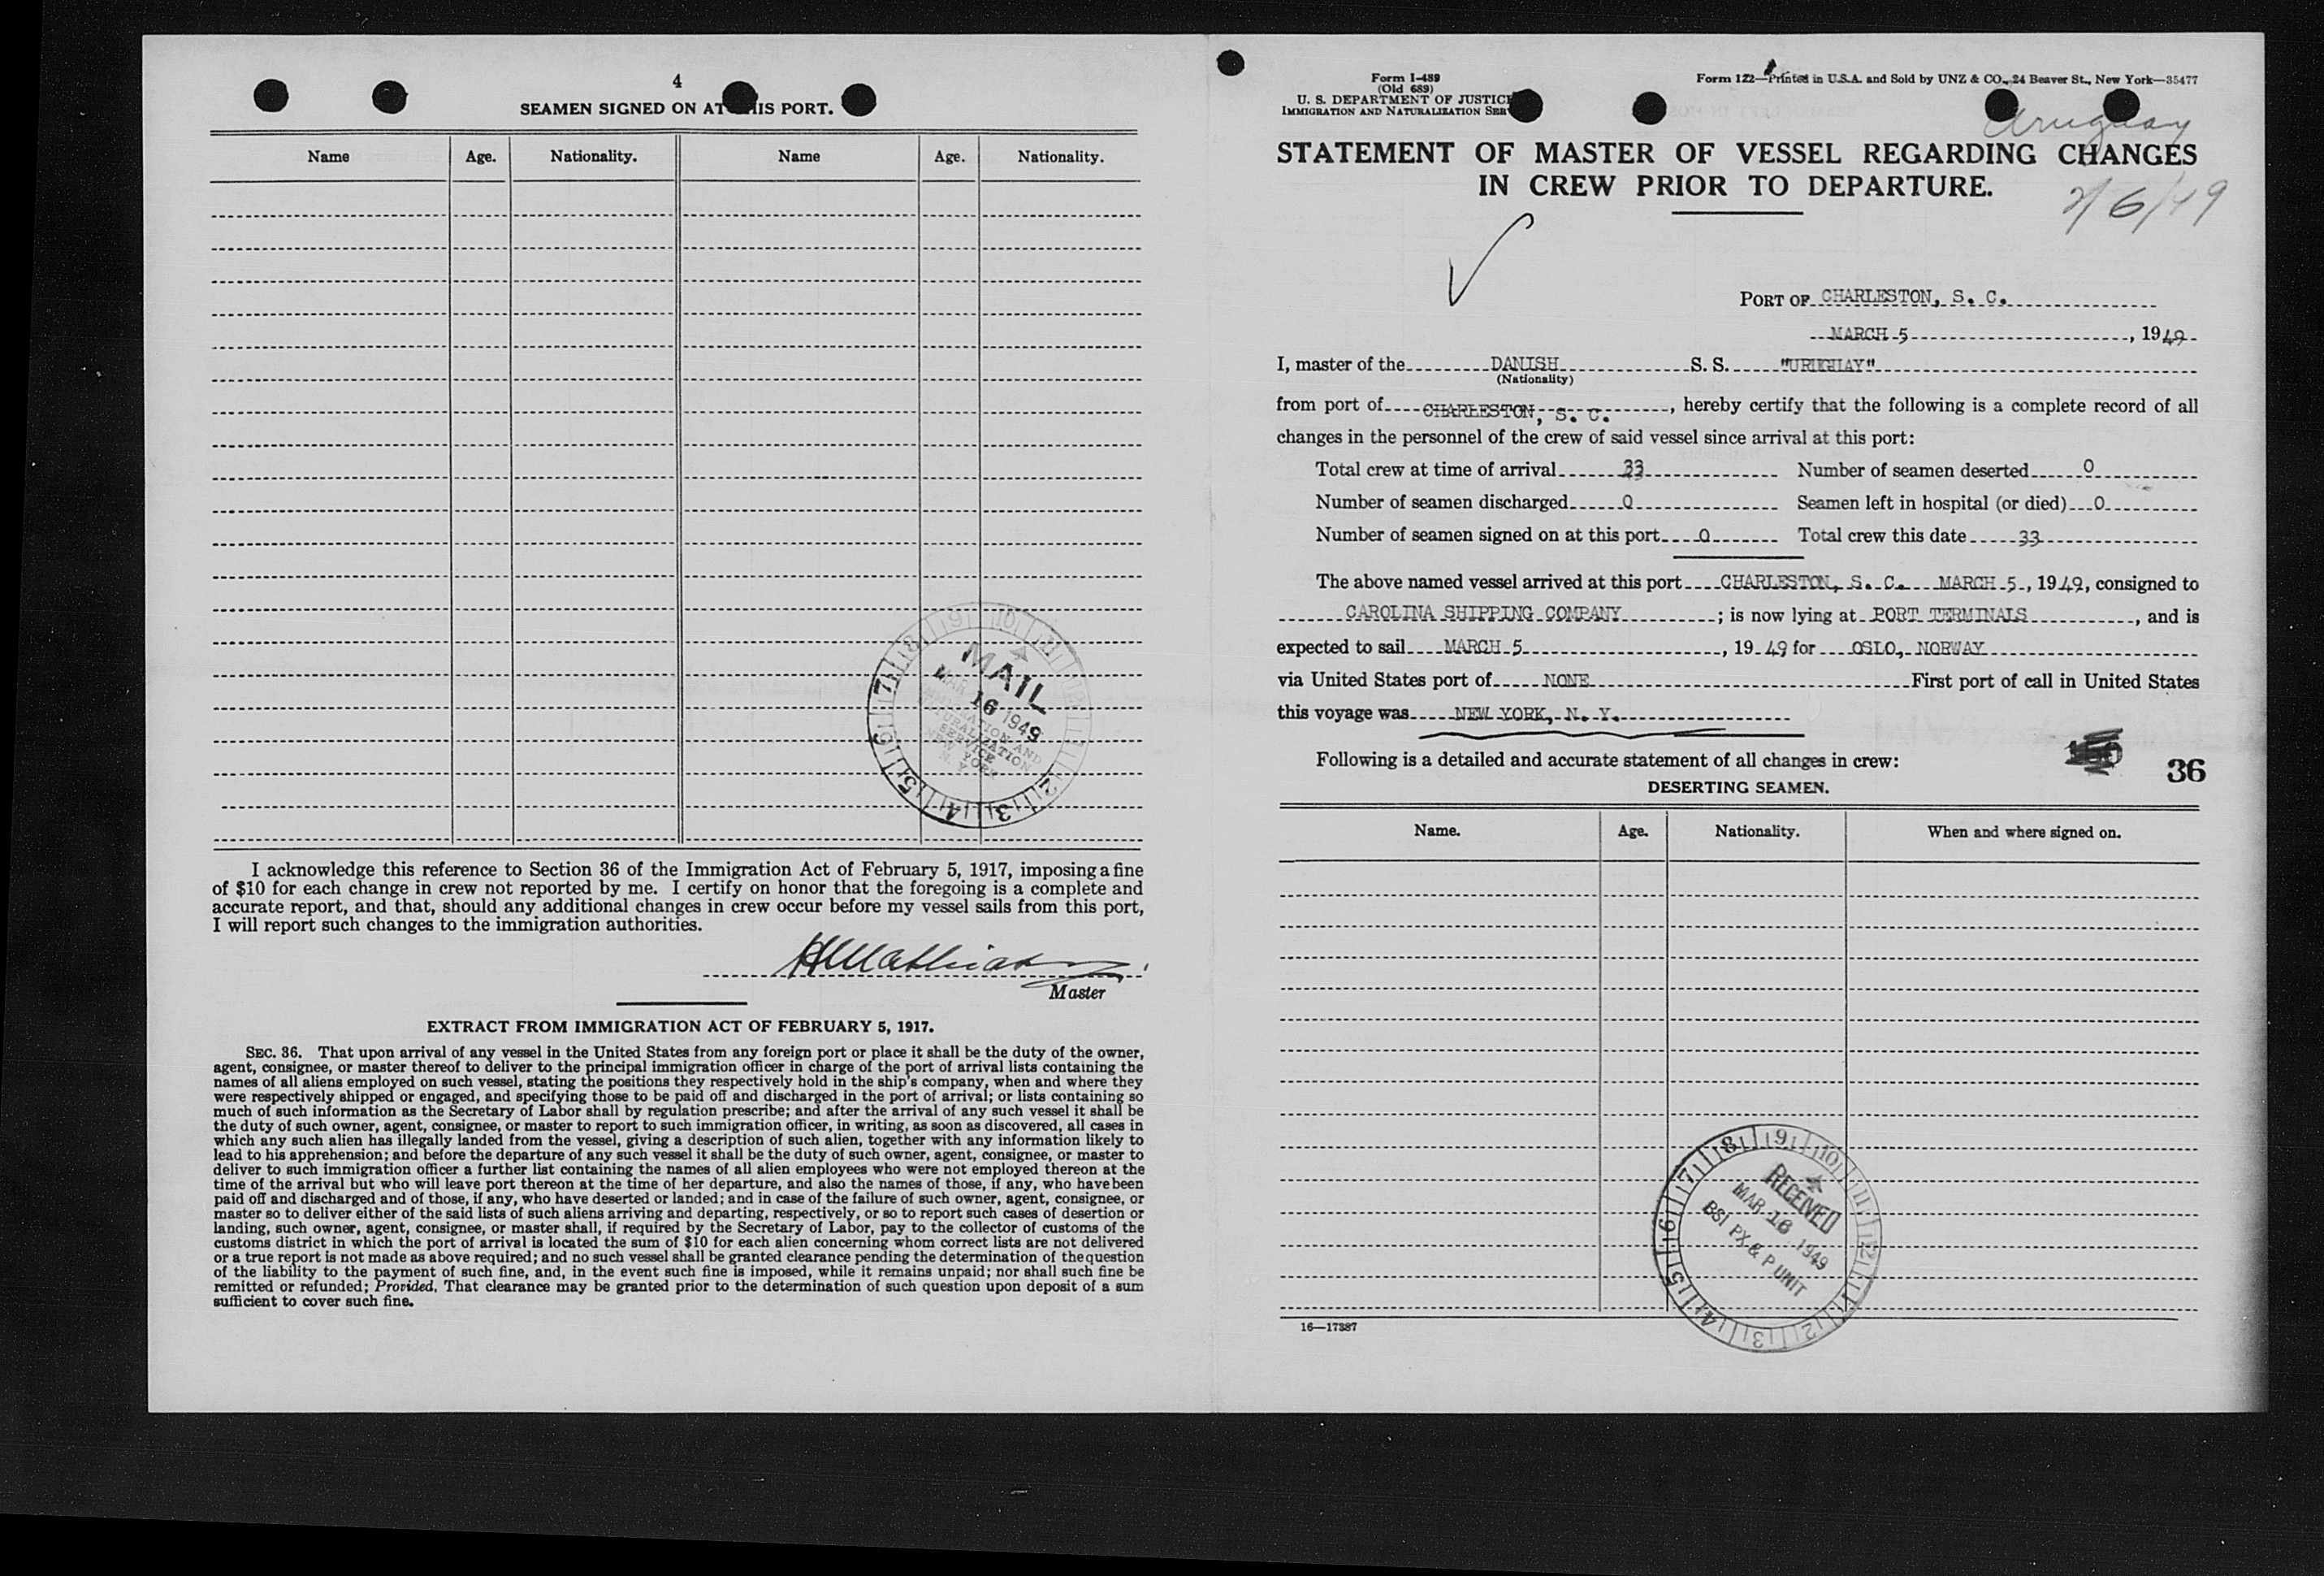 4
SEAMEN SIGNED ON AT THIS PORT.
Name Age. Nationality. Name Age. Nationality.
MAIL
MAR 16 1949
IMMIGRATION AND
NATURALIZATION
SERVICE
NEW YORK
N. Y.
I acknowledge this reference to Section 36 of the Immigration Act of February 5, 1917, imposing a fine
of $10 for each change in crew not reported by me. I certify on honor that the foregoing is a complete and
accurate report, and that, should any additional changes in crew occur before my vessel sails from this port,
I will report such changes to the immigration authorities.
Master
EXTRACT FROM IMMIGRATION ACT OF FEBRUARY 5, 1917.
SEC. 36. That upon arrival of any vessel in the United States from any foreign port or place it shall be the duty of the owner,
agent, consignee, or master thereof to deliver to the principal immigration officer in charge of the port of arrival lists containing the
names of all aliens employed on such vessel, stating the positions they respectively hold in the ship's company, when and where they
were respectively shipped or engaged, and specifying those to be paid off and discharged in the port of arrival; or lists containing so
much of such information as the Secretary of Labor shall by regulation prescribe; and after the arrival of any such vessel it shall be
the duty of such owner, agent, consignee, or master to report to such immigration officer, in writing, as soon as discovered, all cases in
which any such alien has illegally landed from the vessel, giving a description of such alien, together with any information likely to
lead to his apprehension; and before the departure of any such vessel it shall be the duty of such owner, agent, consignee, or master to
deliver to such immigration officer a further list containing the names of all alien employees who were not employed thereon at the
time of the arrival but who will leave port thereon at the time of her departure, and also the names of those, if any, who have been
paid off and discharged and of those, if any, who have deserted or landed; and in case of the failure of such owner, agent, consignee, or
master so to deliver either of the said lists of such aliens arriving and departing, respectively, or so to report such cases of desertion or
landing, such owner, agent, consignee, or master shall, if required by the Secretary of Labor, pay to the collector of customs of the
customs district in which the port of arrival is located the sum of $10 for each alien concerning whom correct lists are not delivered
or a true report is not made as above required; and no such vessel shall be granted clearance pending the determination of the question
of the liability to the payment of such fine, and, in the event such fine is imposed, while it remains unpaid; nor shall such fine be
remitted or refunded; Provided, That clearance may be granted prior to the determination of such question upon deposit of a sum
sufficient to cover such fine.
Form I-489
(Old 689)
U. S. DEPARTMENT OF JUSTICE
IMMIGRATION AND NATURALIZATION SER
Form 122—Printed in U.S.A. and Sold by UNZ & CO., 24 Beaver St., New York—35477
Uruguay
STATEMENT OF MASTER OF VESSEL REGARDING CHANGES
IN CREW PRIOR TO DEPARTURE.
2/6/49
PORT OF CHARLESTON, S. C.
MARCH 5, 1949
I, master of the DANISH S. S. "URUGUAY"
(Nationality)
from port of CHARLESTON, S. C., hereby certify that the following is a complete record of all
changes in the personnel of the crew of said vessel since arrival at this port:
Total crew at time of arrival 33 Number of seamen deserted 0
Number of seamen discharged 0 Seamen left in hospital (or died) 0
Number of seamen signed on at this port 0 Total crew this date 33
The above named vessel arrived at this port CHARLESTON, S. C. MARCH 5, 1949, consigned to
CAROLINA SHIPPING COMPANY; is now lying at PORT TERMINALS, and is
expected to sail MARCH 5, 1949 for OSLO, NORWAY
via United States port of NONE First port of call in United States
this voyage was NEW YORK, N. Y.
Following is a detailed and accurate statement of all changes in crew:
36
DESERTING SEAMEN.
Name. Age. Nationality. When and where signed on.
RECEIVED
MAR 16 1949
BSI PX & P UNIT
16—17387